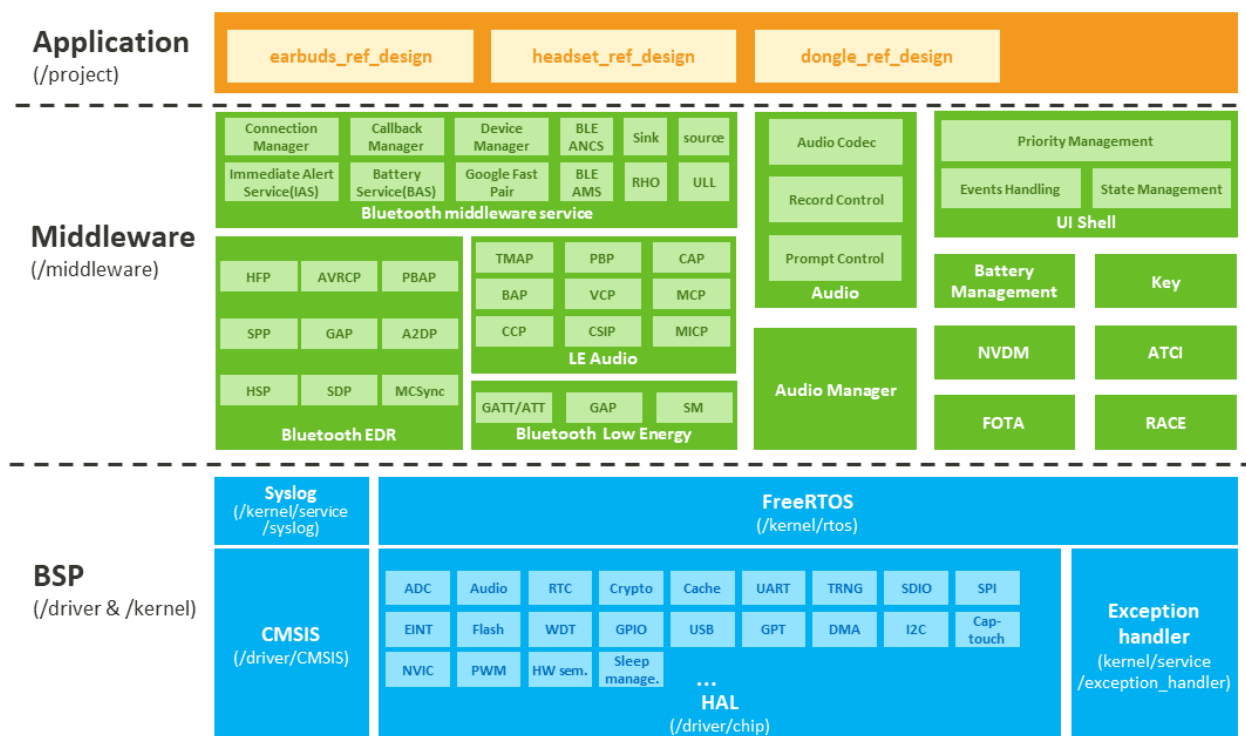 Application
(/project)
earbuds_ref_design
headset_ref_design
dongle_ref_design
Middleware
(/middleware)
Connection
Manager
Callback
Manager
Device
Manager
BLE
ANCS
Sink
source
Immediate Alert
Service(IAS)
Battery
Service(BAS)
Google Fast
Pair
BLE
AMS
RHO
ULL
Bluetooth middleware service
HFP
AVRCP
PBAP
SPP
GAP
A2DP
HSP
SDP
MCSync
Bluetooth EDR
TMAP
PBP
CAP
BAP
VCP
MCP
CCP
CSIP
MICP
LE Audio
GATT/ATT
GAP
SM
Bluetooth Low Energy
Audio Codec
Record Control
Prompt Control
Audio
Audio Manager
Priority Management
Events Handling
State Management
UI Shell
Battery
Management
Key
NVDM
ATCI
FOTA
RACE
BSP
(/driver & /kernel)
Syslog
(/kernel/service
/syslog)
FreeRTOS
(/kernel/rtos)
CMSIS
(/driver/CMSIS)
ADC
Audio
RTC
Crypto
Cache
UART
TRNG
SDIO
SPI
EINT
Flash
WDT
GPIO
USB
GPT
DMA
I2C
Cap-
touch
NVIC
PWM
HW sem.
Sleep
manage.
...
HAL
(/driver/chip)
Exception
handler
(kernel/service
/exception_handler)